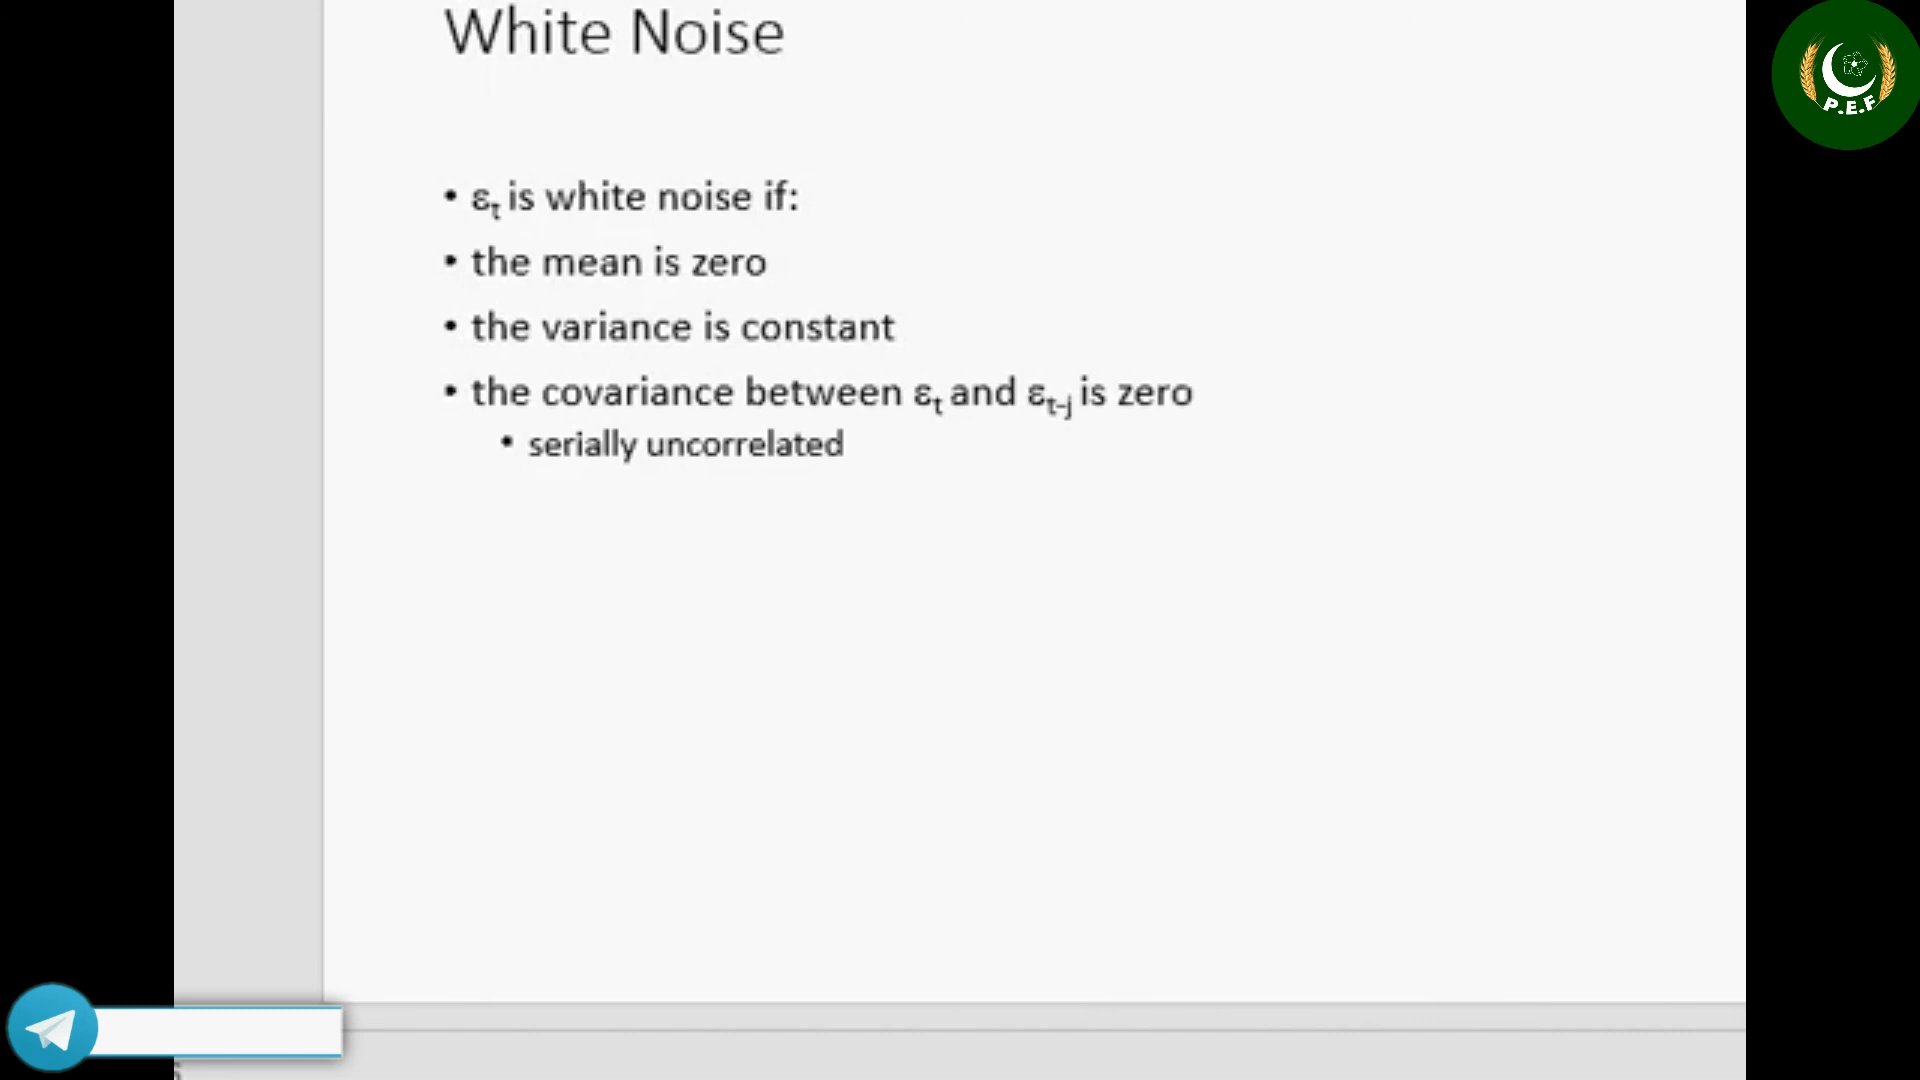 White Noise
P.E.F
• εt is white noise if:
• the mean is zero
• the variance is constant
• the covariance between εt and εt-j is zero
• serially uncorrelated